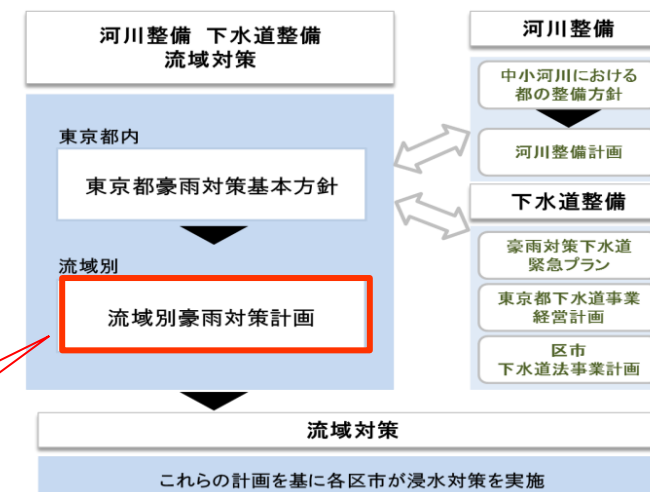 河川整備 下水道整備
流域対策
東京都内
東京都豪雨対策基本方針
流域別
流域別豪雨対策計画
河川整備
中小河川における
都の整備方針
河川整備計画
下水道整備
豪雨対策下水道
緊急プラン
東京都下水道事業
経営計画
区市
下水道法事業計画
流域対策
これらの計画を基に各区市が浸水対策を実施